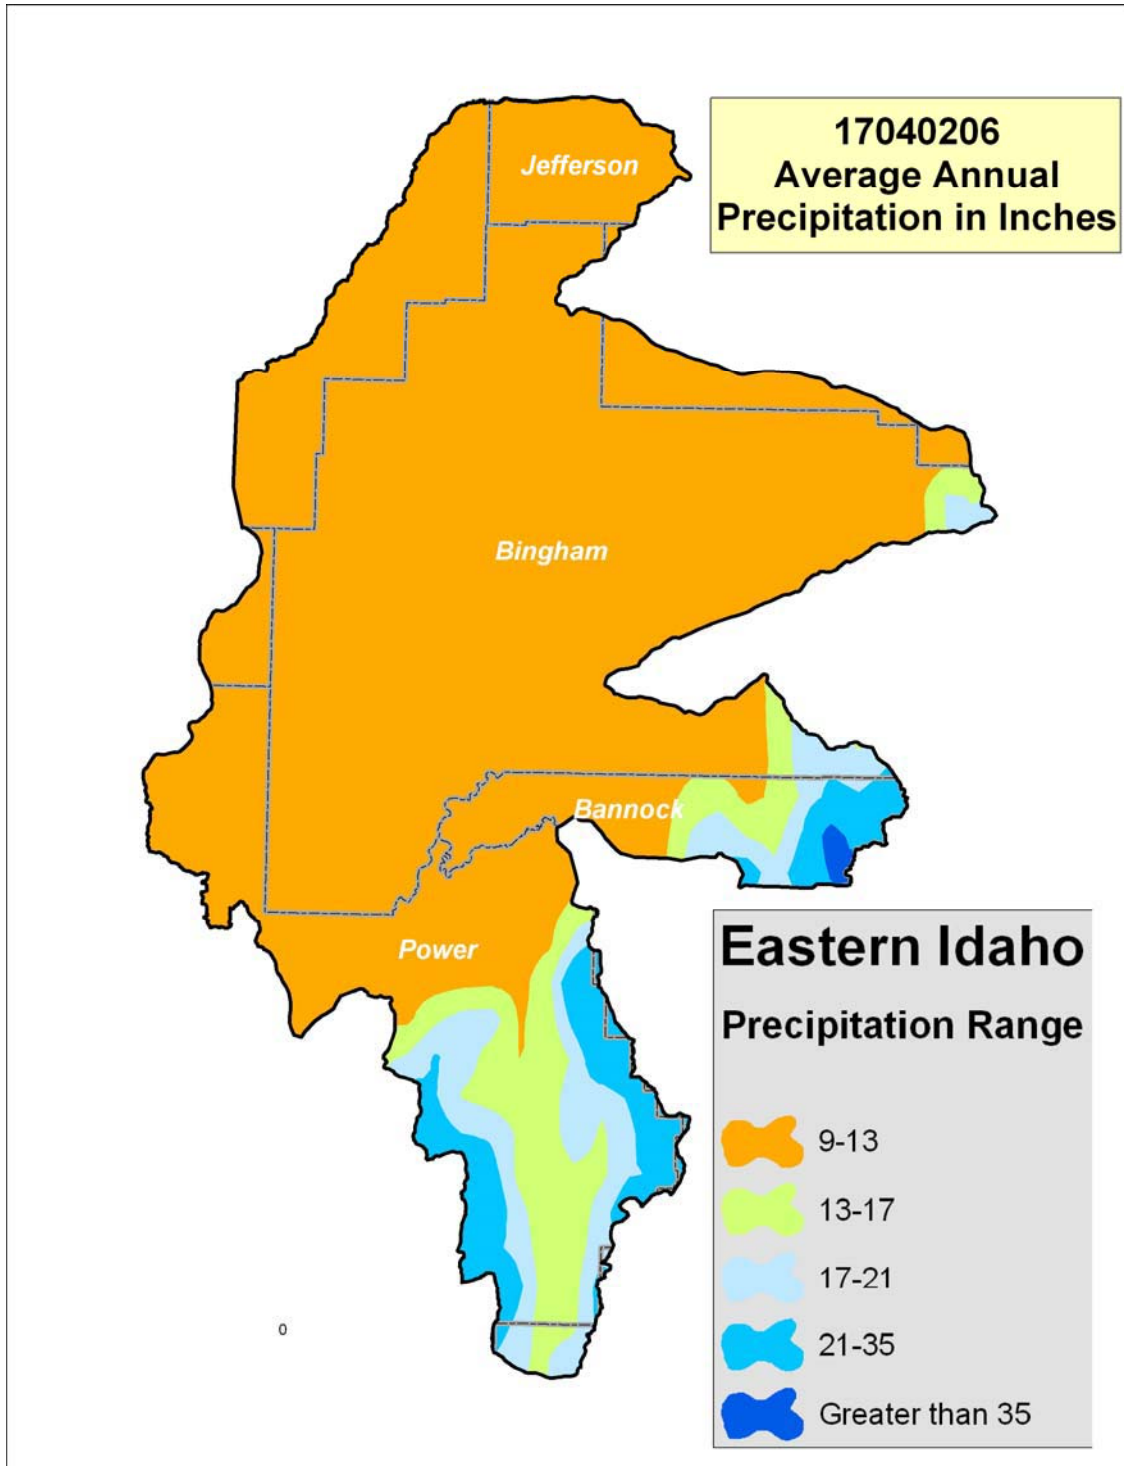 17040206
Average Annual
Precipitation in Inches
Jefferson
Bingham
Bannock
Power
Eastern Idaho
Precipitation Range
9-13
13-17
17-21
21-35
Greater than 35
0